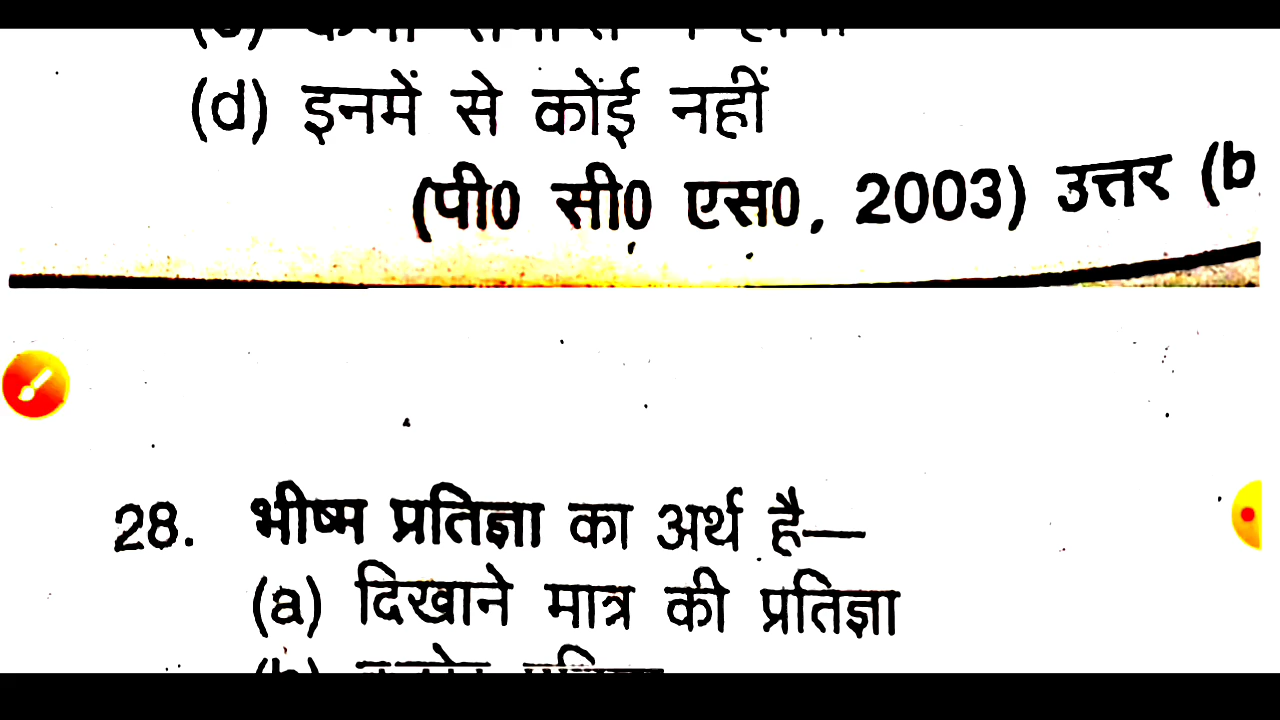 (d) इनमें से कोई नहीं
(पी0 सी0 एस0, 2003) उत्तर (b
28. भीष्म प्रतिज्ञा का अर्थ है—
(a) दिखाने मात्र की प्रतिज्ञा